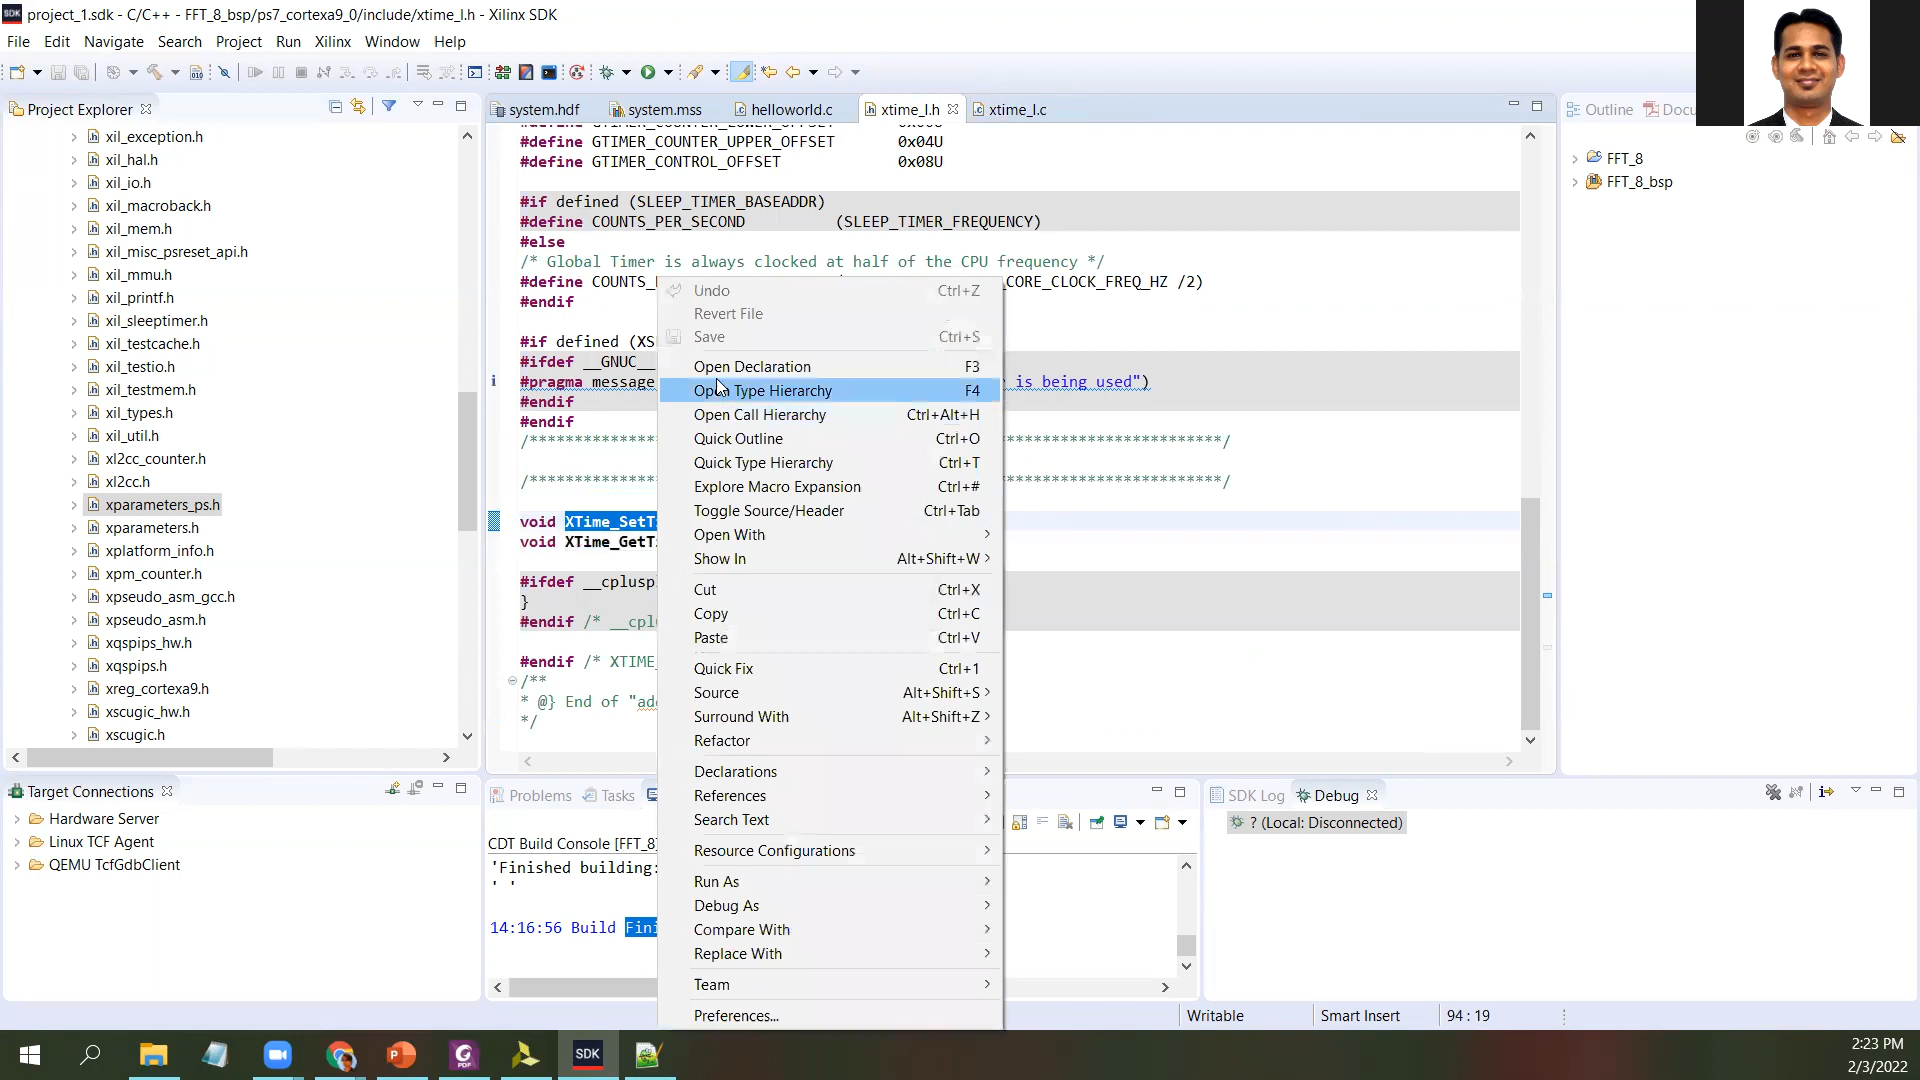 project_1.sdk - C/C++ - FFT_8_bsp/ps7_cortexa9_0/include/xtime_l.h - Xilinx SDK
File Edit Navigate Search Project Run Xilinx Window Help
Project Explorer
xil_exception.h
xil_hal.h
xil_io.h
xil_macroback.h
xil_mem.h
xil_misc_psreset_api.h
xil_mmu.h
xil_printf.h
xil_sleeptimer.h
xil_testcache.h
xil_testio.h
xil_testmem.h
xil_types.h
xil_util.h
xl2cc_counter.h
xl2cc.h
xparameters_ps.h
xparameters.h
xplatform_info.h
xpm_counter.h
xpseudo_asm_gcc.h
xpseudo_asm.h
xqspips_hw.h
xqspips.h
xreg_cortexa9.h
xscugic_hw.h
xscugic.h
system.hdf system.mss helloworld.c xtime_l.h xtime_l.c
#define GTIMER_COUNTER_LOWER_OFFSET
#define GTIMER_COUNTER_UPPER_OFFSET 0x04U
#define GTIMER_CONTROL_OFFSET 0x08U
#if defined (SLEEP_TIMER_BASEADDR)
#define COUNTS_PER_SECOND (SLEEP_TIMER_FREQUENCY)
#else
/* Global Timer is always clocked at half of the CPU frequency */
#define COUNTS_ CORE_CLOCK_FREQ_HZ /2)
#endif
#if defined (XS
#ifdef __GNUC__
#pragma message is being used")
#endif
#endif
void XTime_SetT
void XTime_GetT
#ifdef __cplusp
}
#endif /* __cpl
#endif /* XTIME_
/**
* @} End of "ad
*/
Undo Ctrl+Z
Revert File
Save Ctrl+S
Open Declaration F3
Open Type Hierarchy F4
Open Call Hierarchy Ctrl+Alt+H
Quick Outline Ctrl+O
Quick Type Hierarchy Ctrl+T
Explore Macro Expansion Ctrl+#
Toggle Source/Header Ctrl+Tab
Open With
Show In Alt+Shift+W
Cut Ctrl+X
Copy Ctrl+C
Paste Ctrl+V
Quick Fix Ctrl+1
Source Alt+Shift+S
Surround With Alt+Shift+Z
Refactor
Declarations
References
Search Text
Resource Configurations
Run As
Debug As
Compare With
Replace With
Team
Preferences...
Outline Docu
FFT_8
FFT_8_bsp
Target Connections
Hardware Server
Linux TCF Agent
QEMU TcfGdbClient
Problems Tasks
CDT Build Console [FFT_8]
'Finished building:
' '
14:16:56 Build Fini
SDK Log Debug
? (Local: Disconnected)
Writable Smart Insert 94 : 19
SDK
PDF
2:23 PM
2/3/2022